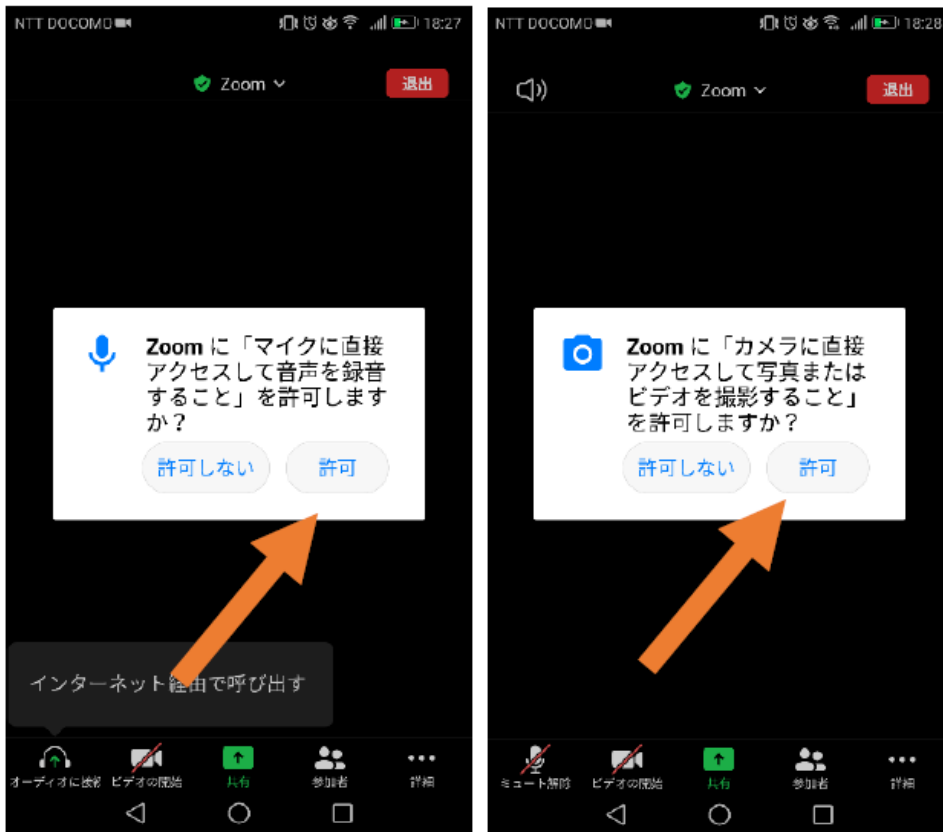 NTT DOCOMO
18:27
Zoom
退出
Zoom に「マイクに直接
アクセスして音声を録音
すること」を許可します
か？
許可しない
許可
インターネット経由で呼び出す
オーディオに接続
ビデオの開始
共有
参加者
詳細
NTT DOCOMO
18:28
Zoom
退出
Zoom に「カメラに直接
アクセスして写真または
ビデオを撮影すること」
を許可しますか？
許可しない
許可
ミュート解除
ビデオの開始
共有
参加者
詳細